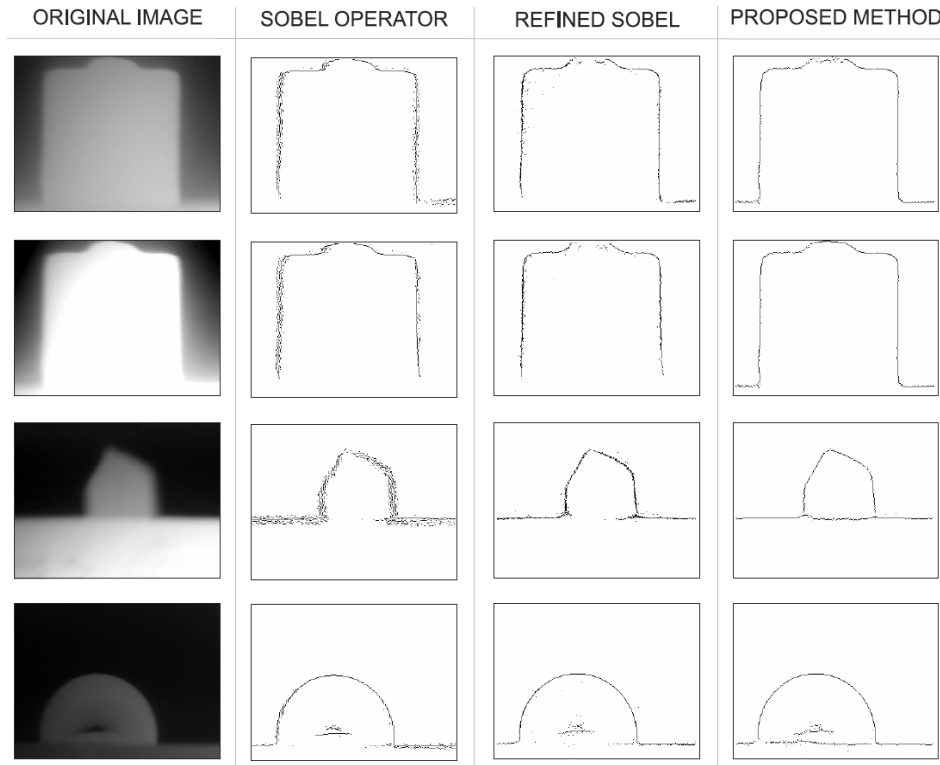 ORIGINAL IMAGE
SOBEL OPERATOR
REFINED SOBEL
PROPOSED METHOD